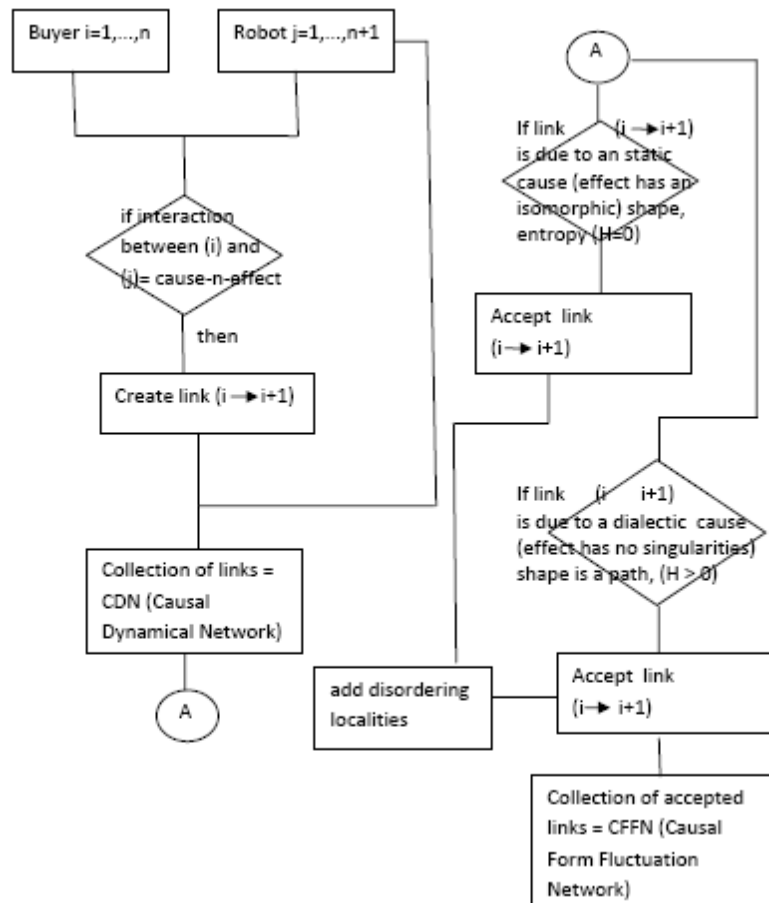 Buyer i=1,...,n
Robot j=1,...,n+1
if interaction
between (i) and
(j)= cause-n-effect
then
Create link (i → i+1)
Collection of links =
CDN (Causal
Dynamical Network)
A
A
If link (i → i+1)
is due to an static
cause (effect has an
isomorphic) shape,
entropy (H=0)
Accept link
(i → i+1)
If link (i i+1)
is due to a dialectic cause
(effect has no singularities)
shape is a path, (H > 0)
add disordering
localities
Accept link
(i → i+1)
Collection of accepted
links = CFFN (Causal
Form Fluctuation
Network)